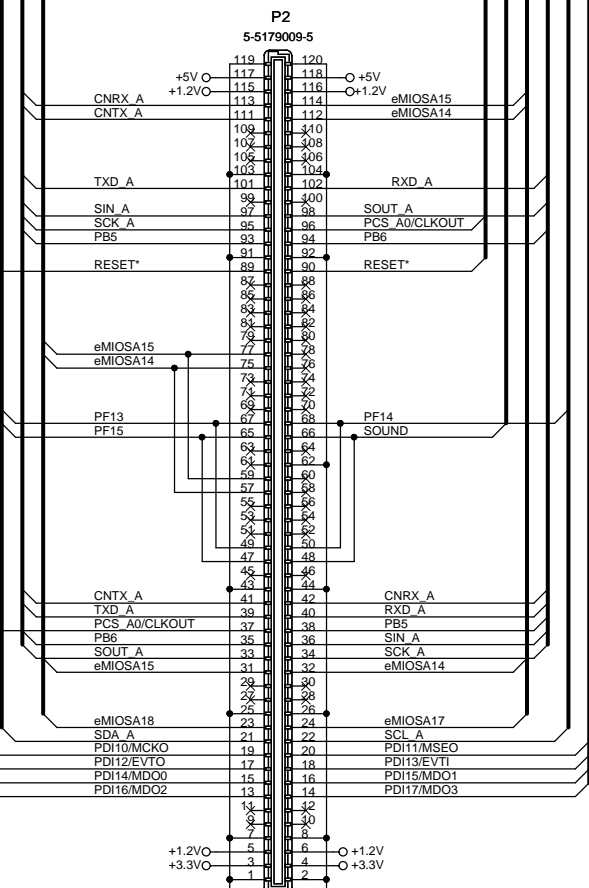 P2
5-5179009-5
119 120
+5V 117 118 +5V
+1.2V 115 116 +1.2V
CNRX_A 113 114 eMIOSA15
CNTX_A 111 112 eMIOSA14
109 110
107 108
105 106
103 104
TXD_A 101 102 RXD_A
99 100
SIN_A 97 98 SOUT_A
SCK_A 95 96 PCS_A0/CLKOUT
PB5 93 94 PB6
91 92
RESET* 89 90 RESET*
87 88
85 86
83 84
81 82
79 80
eMIOSA15 77 78
eMIOSA14 75 76
73 74
71 72
69 70
PF13 67 68 PF14
PF15 65 66 SOUND
63 64
61 62
59 60
57 58
55 56
53 54
51 52
49 50
47 48
45 46
43 44
CNTX_A 41 42 CNRX_A
TXD_A 39 40 RXD_A
PCS_A0/CLKOUT 37 38 PB5
PB6 35 36 SIN_A
SOUT_A 33 34 SCK_A
eMIOSA15 31 32 eMIOSA14
29 30
27 28
25 26
eMIOSA18 23 24 eMIOSA17
SDA_A 21 22 SCL_A
PDI10/MCKO 19 20 PDI11/MSEO
PDI12/EVTO 17 18 PDI13/EVTI
PDI14/MDO0 15 16 PDI15/MDO1
PDI16/MDO2 13 14 PDI17/MDO3
11 12
9 10
7 8
+1.2V 5 6 +1.2V
+3.3V 3 4 +3.3V
1 2